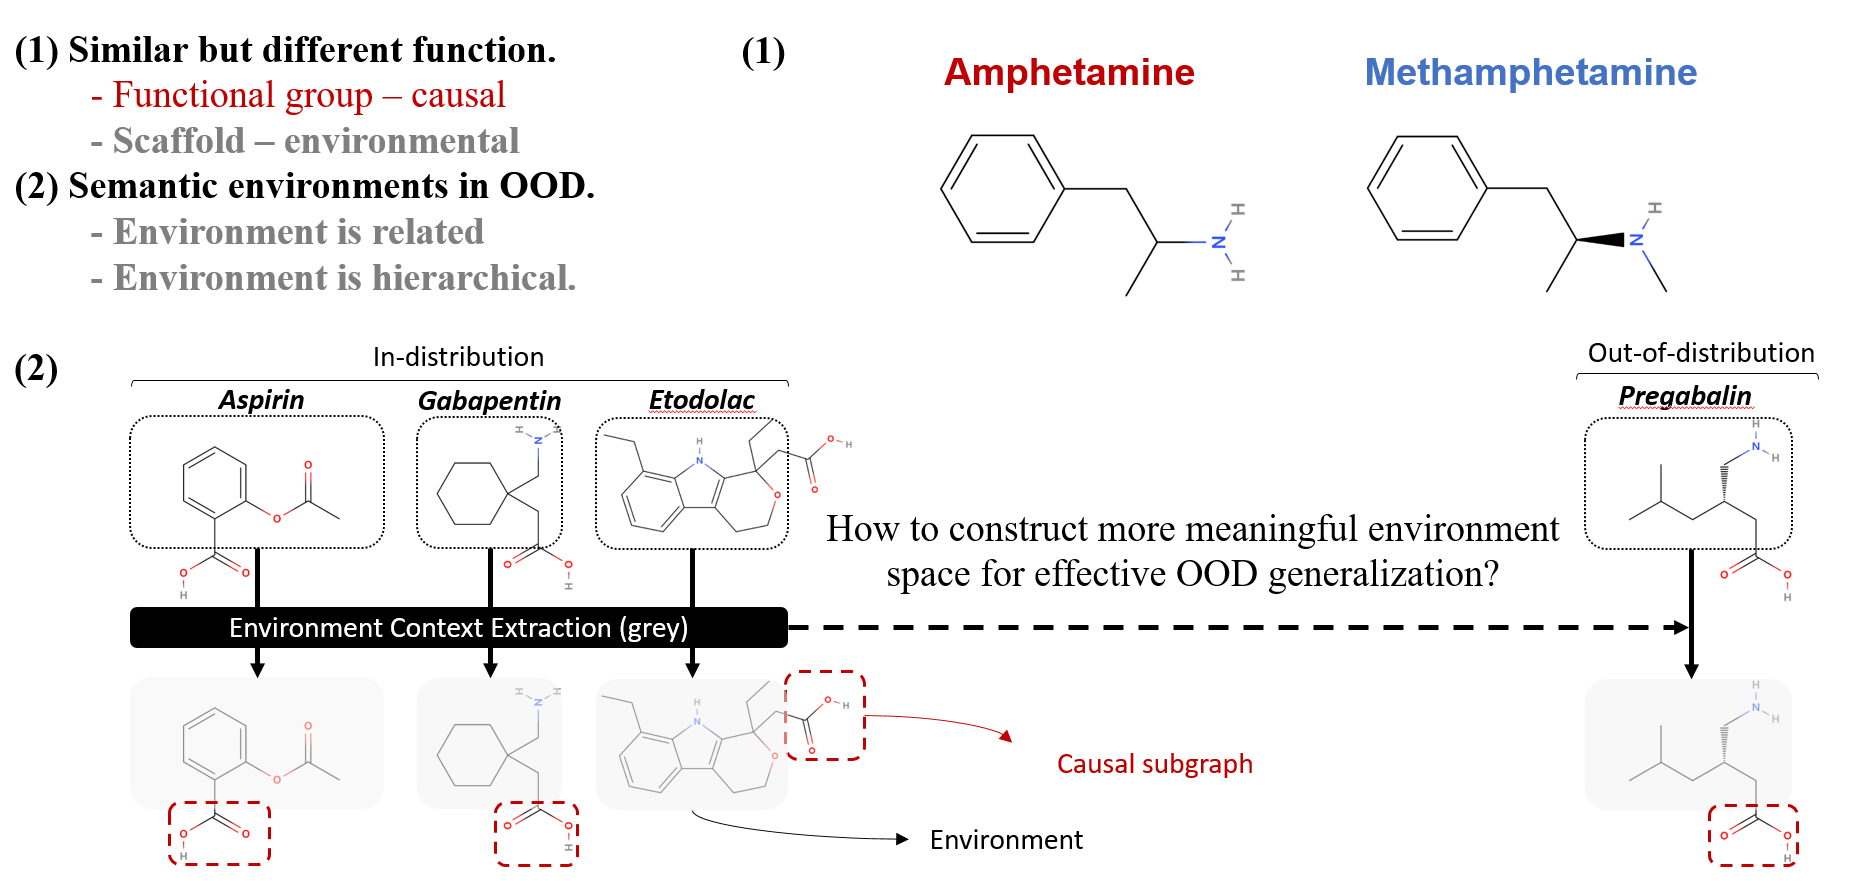 (1) Similar but different function.
- Functional group – causal
- Scaffold – environmental
(2) Semantic environments in OOD.
- Environment is related
- Environment is hierarchical.
(1)
Amphetamine
Methamphetamine
H
N
H
H
N
(2)
In-distribution
Out-of-distribution
Aspirin
Gabapentin
Etodolac
Pregabalin
O
O
O
O
H
H
N
H
O
O
H
H
N
O
O
H
O
H
N
H
O
O
H
How to construct more meaningful environment
space for effective OOD generalization?
Environment Context Extraction (grey)
O
O
O
O
H
H
N
H
O
O
H
H
N
O
O
H
O
H
N
H
O
O
H
Causal subgraph
Environment